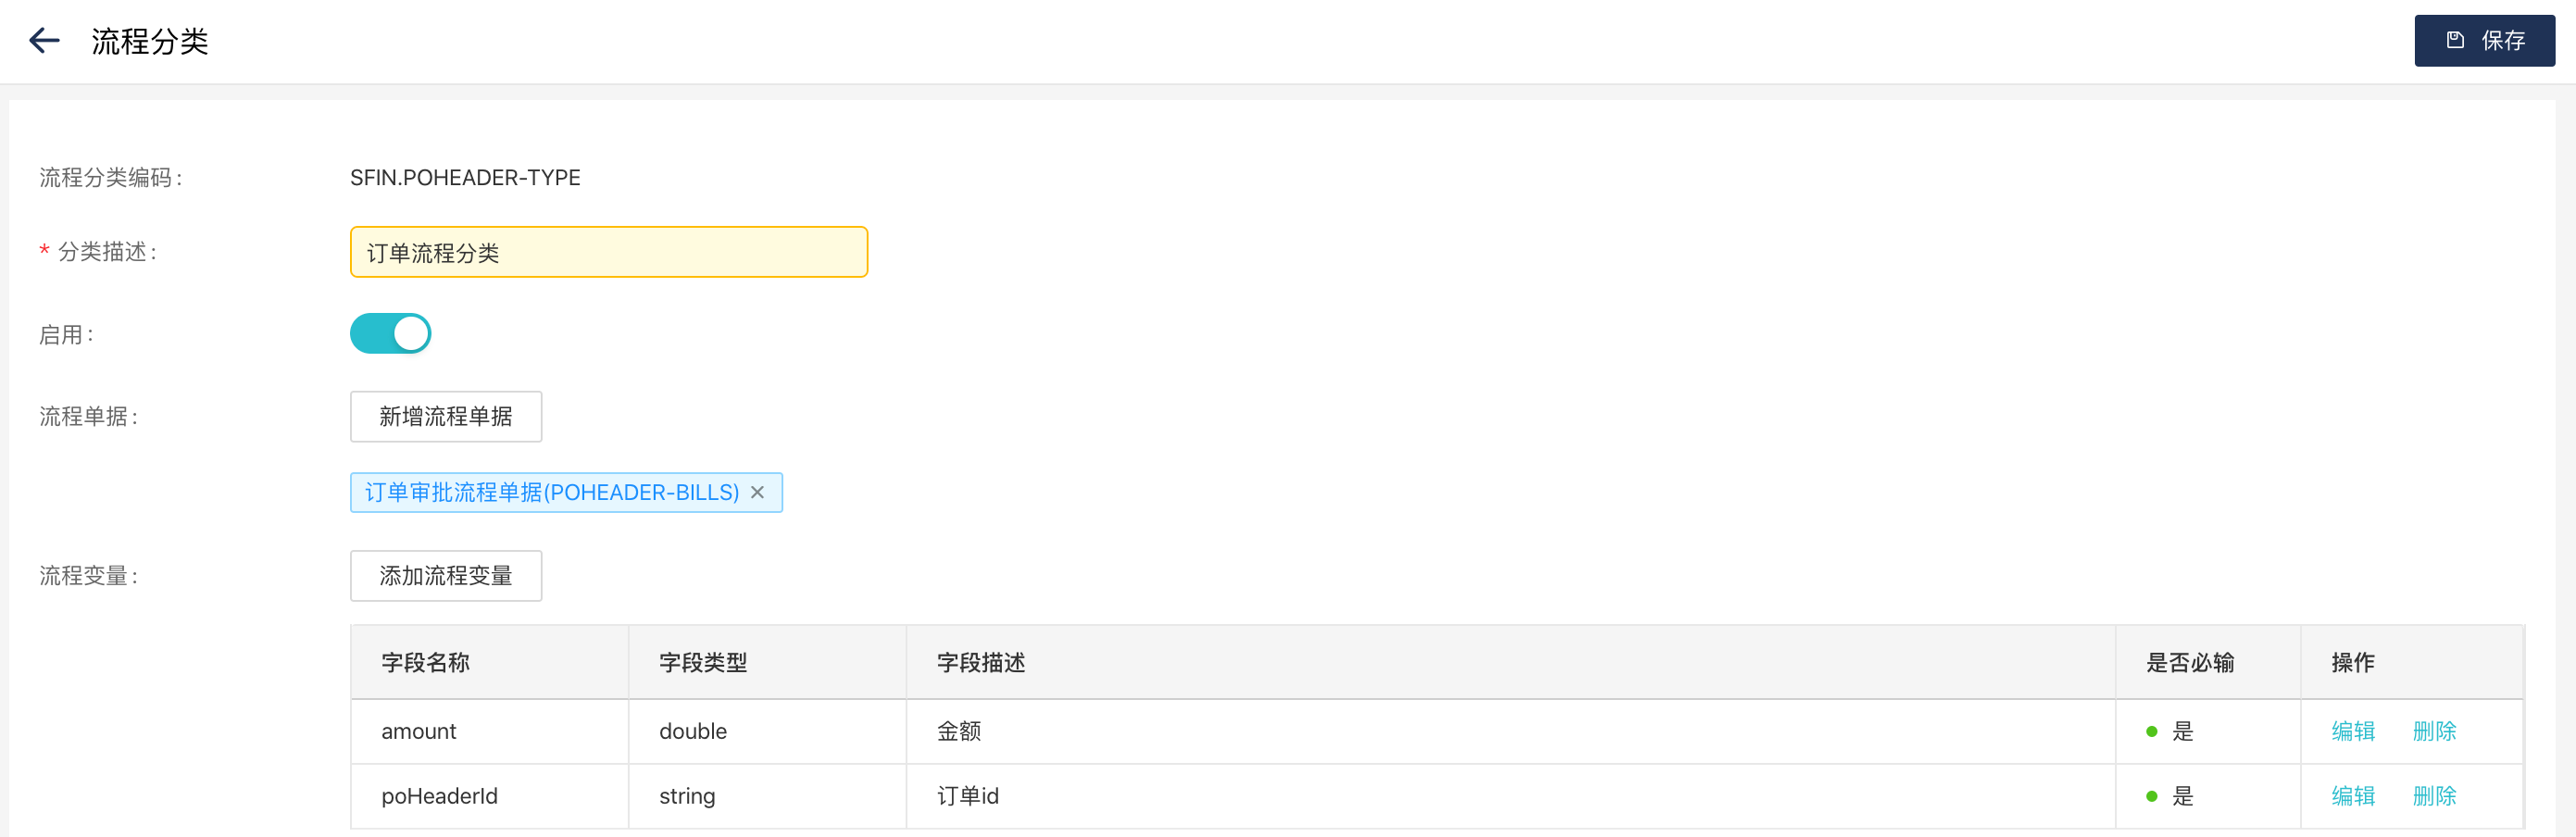 流程分类
保存
流程分类编码：
SFIN.POHEADER-TYPE
* 分类描述：
订单流程分类
启用：
流程单据：
新增流程单据
订单审批流程单据(POHEADER-BILLS) ×
流程变量：
添加流程变量
字段名称 字段类型 字段描述 是否必输 操作
amount double 金额 是 编辑 删除
poHeaderId string 订单id 是 编辑 删除